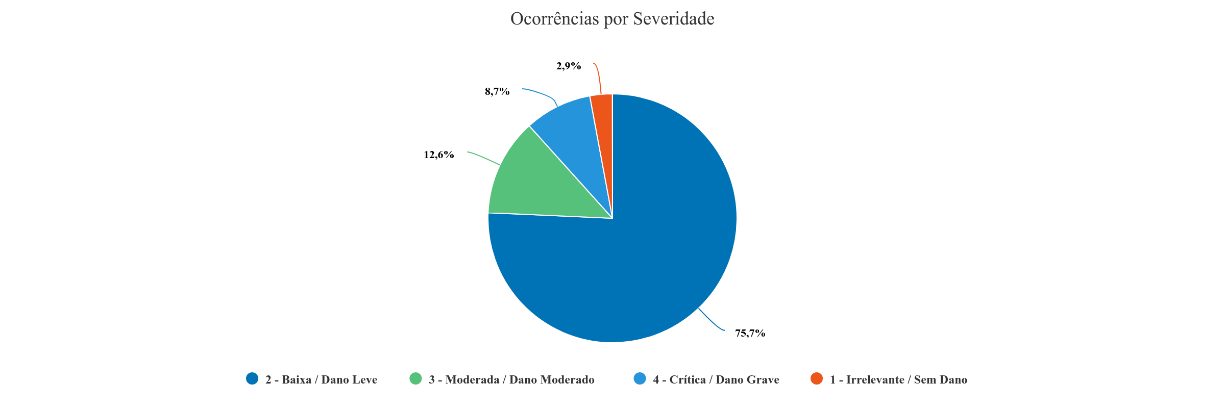 Ocorrências por Severidade
2,9%
8,7%
12,6%
75,7%
2 - Baixa / Dano Leve
3 - Moderada / Dano Moderado
4 - Crítica / Dano Grave
1 - Irrelevante / Sem Dano